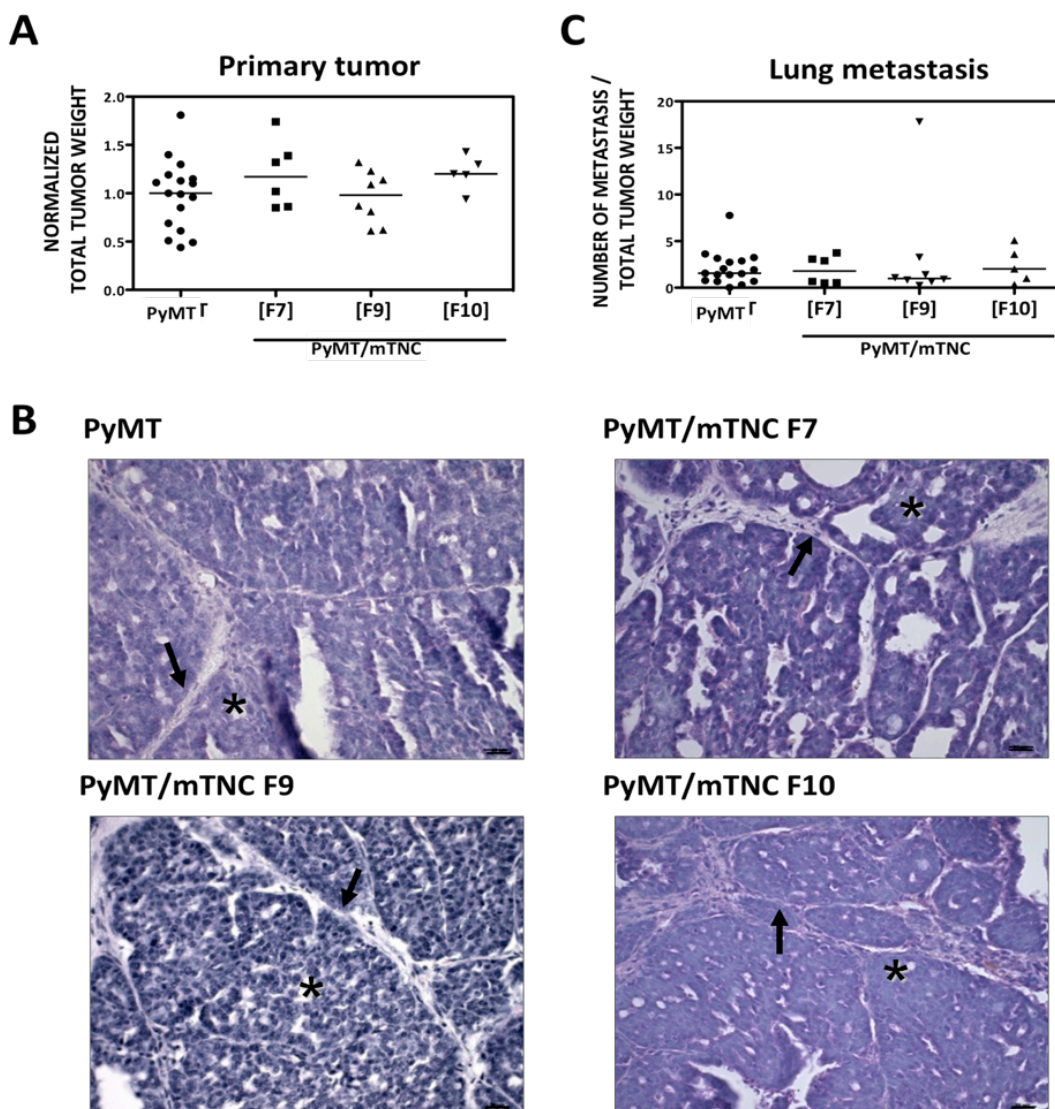 A
Primary tumor
NORMALIZED
TOTAL TUMOR WEIGHT
2.0
1.5
1.0
0.5
0.0
PyMT Γ
[F7]
[F9]
[F10]
PyMT/mTNC
C
Lung metastasis
NUMBER OF METASTASIS /
TOTAL TUMOR WEIGHT
20
15
10
5
0
PyMT Γ
[F7]
[F9]
[F10]
PyMT/mTNC
B
PyMT
PyMT/mTNC F7
*
*
PyMT/mTNC F9
PyMT/mTNC F10
*
*